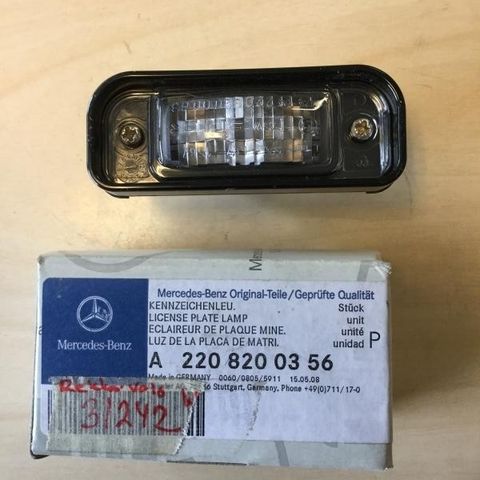 Mercedes-Benz
Mercedes-Benz Original-Teile/Geprüfte Qualität
KENNZEICHENLEU. Stück
LICENSE PLATE LAMP unit
ECLAIREUR DE PLAQUE MINE. unité
LUZ DE LA PLACA DE MATRI. unidad P
A 220 820 03 56
Made in GERMANY 0060/0805/5911 15.05.08
Stuttgart, Germany, Phone +49(0)711/17-0
31242